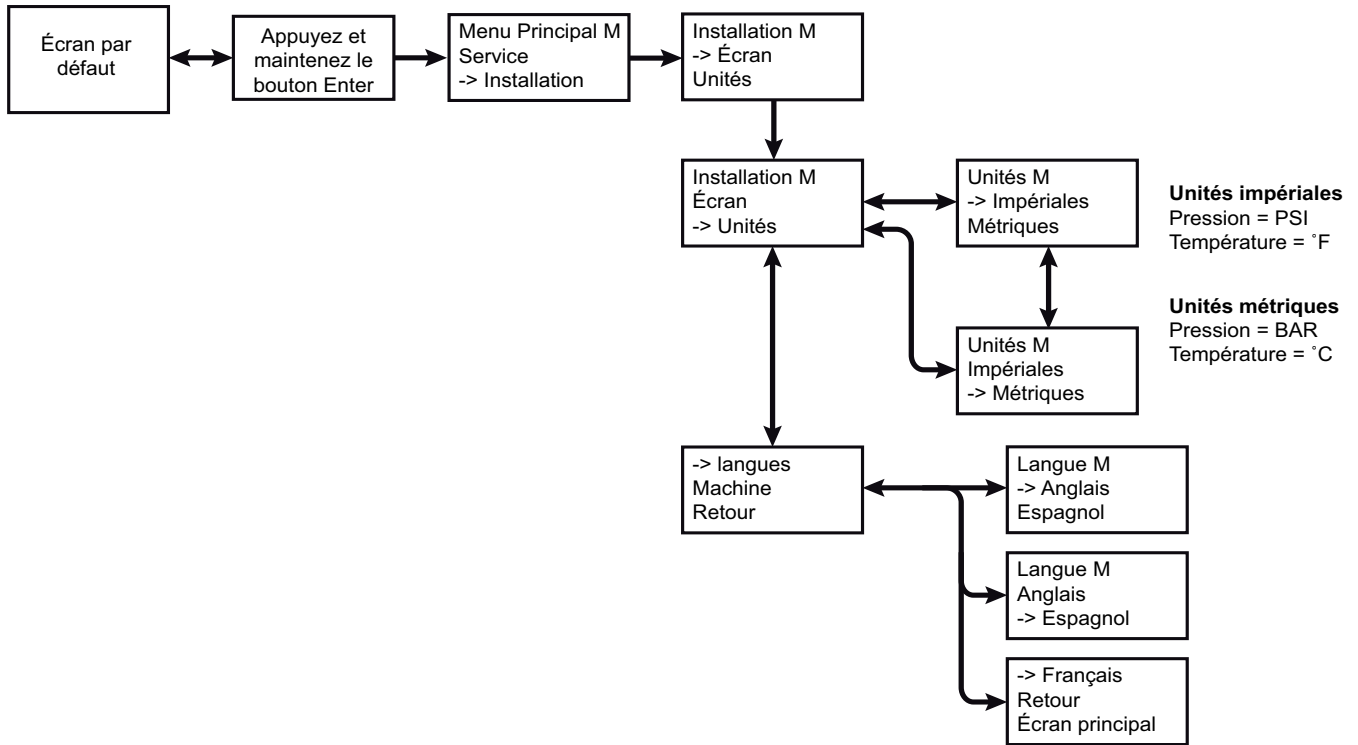 Écran par
défaut
Appuyez et
maintenez le
bouton Enter
Menu Principal M
Service
-> Installation
Installation M
-> Écran
Unités
Installation M
Écran
-> Unités
Unités M
-> Impériales
Métriques
Unités impériales
Pression = PSI
Température = ˚F
Unités métriques
Pression = BAR
Température = ˚C
Unités M
Impériales
-> Métriques
-> langues
Machine
Retour
Langue M
-> Anglais
Espagnol
Langue M
Anglais
-> Espagnol
-> Français
Retour
Écran principal